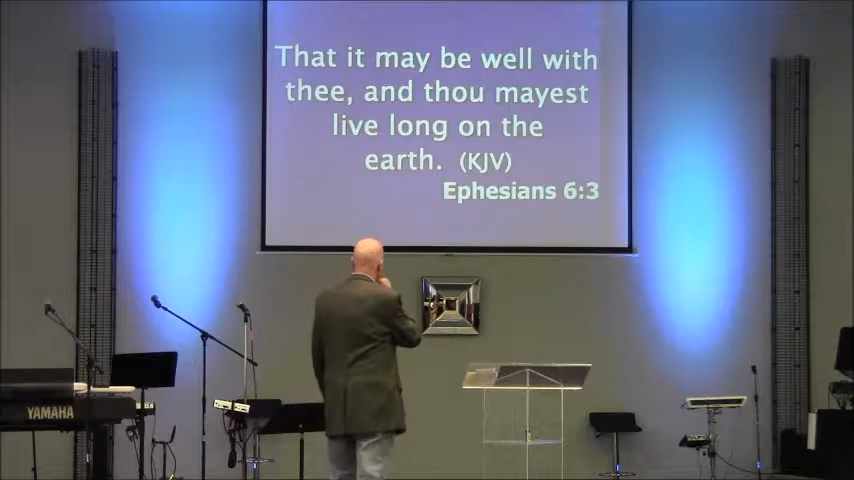 That it may be well with
thee, and thou mayest
live long on the
earth. (KJV)
Ephesians 6:3
YAMAHA